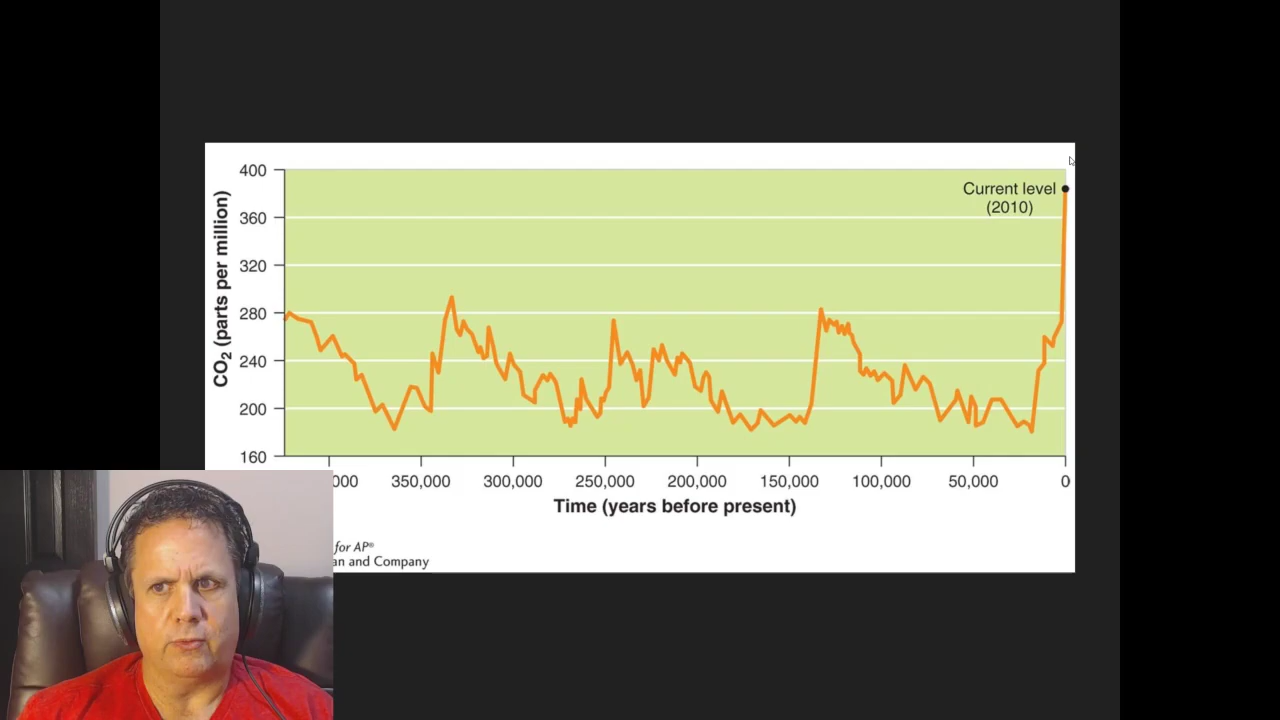 400
360
320
280
240
200
160
CO2 (parts per million)
Current level
(2010)
000 350,000 300,000 250,000 200,000 150,000 100,000 50,000 0
Time (years before present)
for AP®
and Company